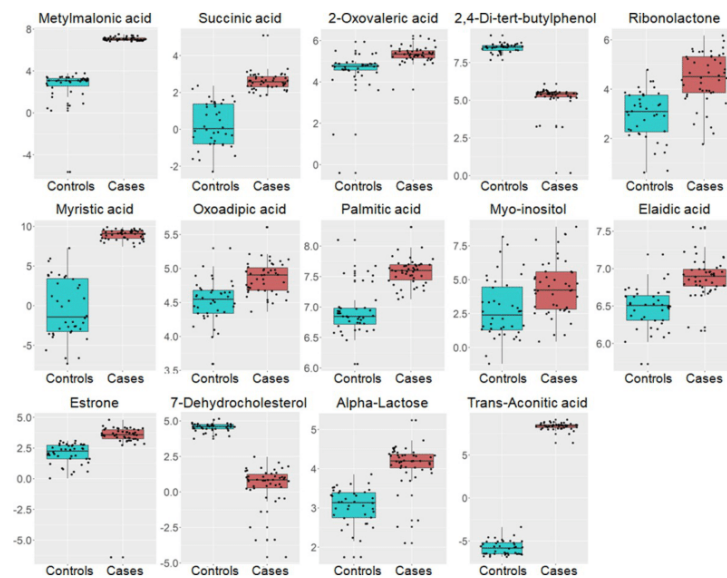 Metylmalonic acid
Succinic acid
2-Oxovaleric acid
2,4-Di-tert-butylphenol
Ribonolactone
8
4
0
-4
Controls Cases
4
2
0
-2
Controls Cases
6
4
2
0
Controls Cases
7.5
5.0
2.5
0.0
Controls Cases
6
4
2
Controls Cases
Myristic acid
Oxoadipic acid
Palmitic acid
Myo-inositol
Elaidic acid
10
5
0
-5
Controls Cases
5.5
5.0
4.5
4.0
3.5
Controls Cases
8.0
7.5
7.0
6.5
6.0
Controls Cases
7.5
5.0
2.5
0.0
Controls Cases
7.5
7.0
6.5
6.0
Controls Cases
Estrone
7-Dehydrocholesterol
Alpha-Lactose
Trans-Aconitic acid
5.0
2.5
0.0
-2.5
-5.0
Controls Cases
5.0
2.5
0.0
-2.5
-5.0
Controls Cases
5
4
3
2
Controls Cases
5
0
-5
Controls Cases